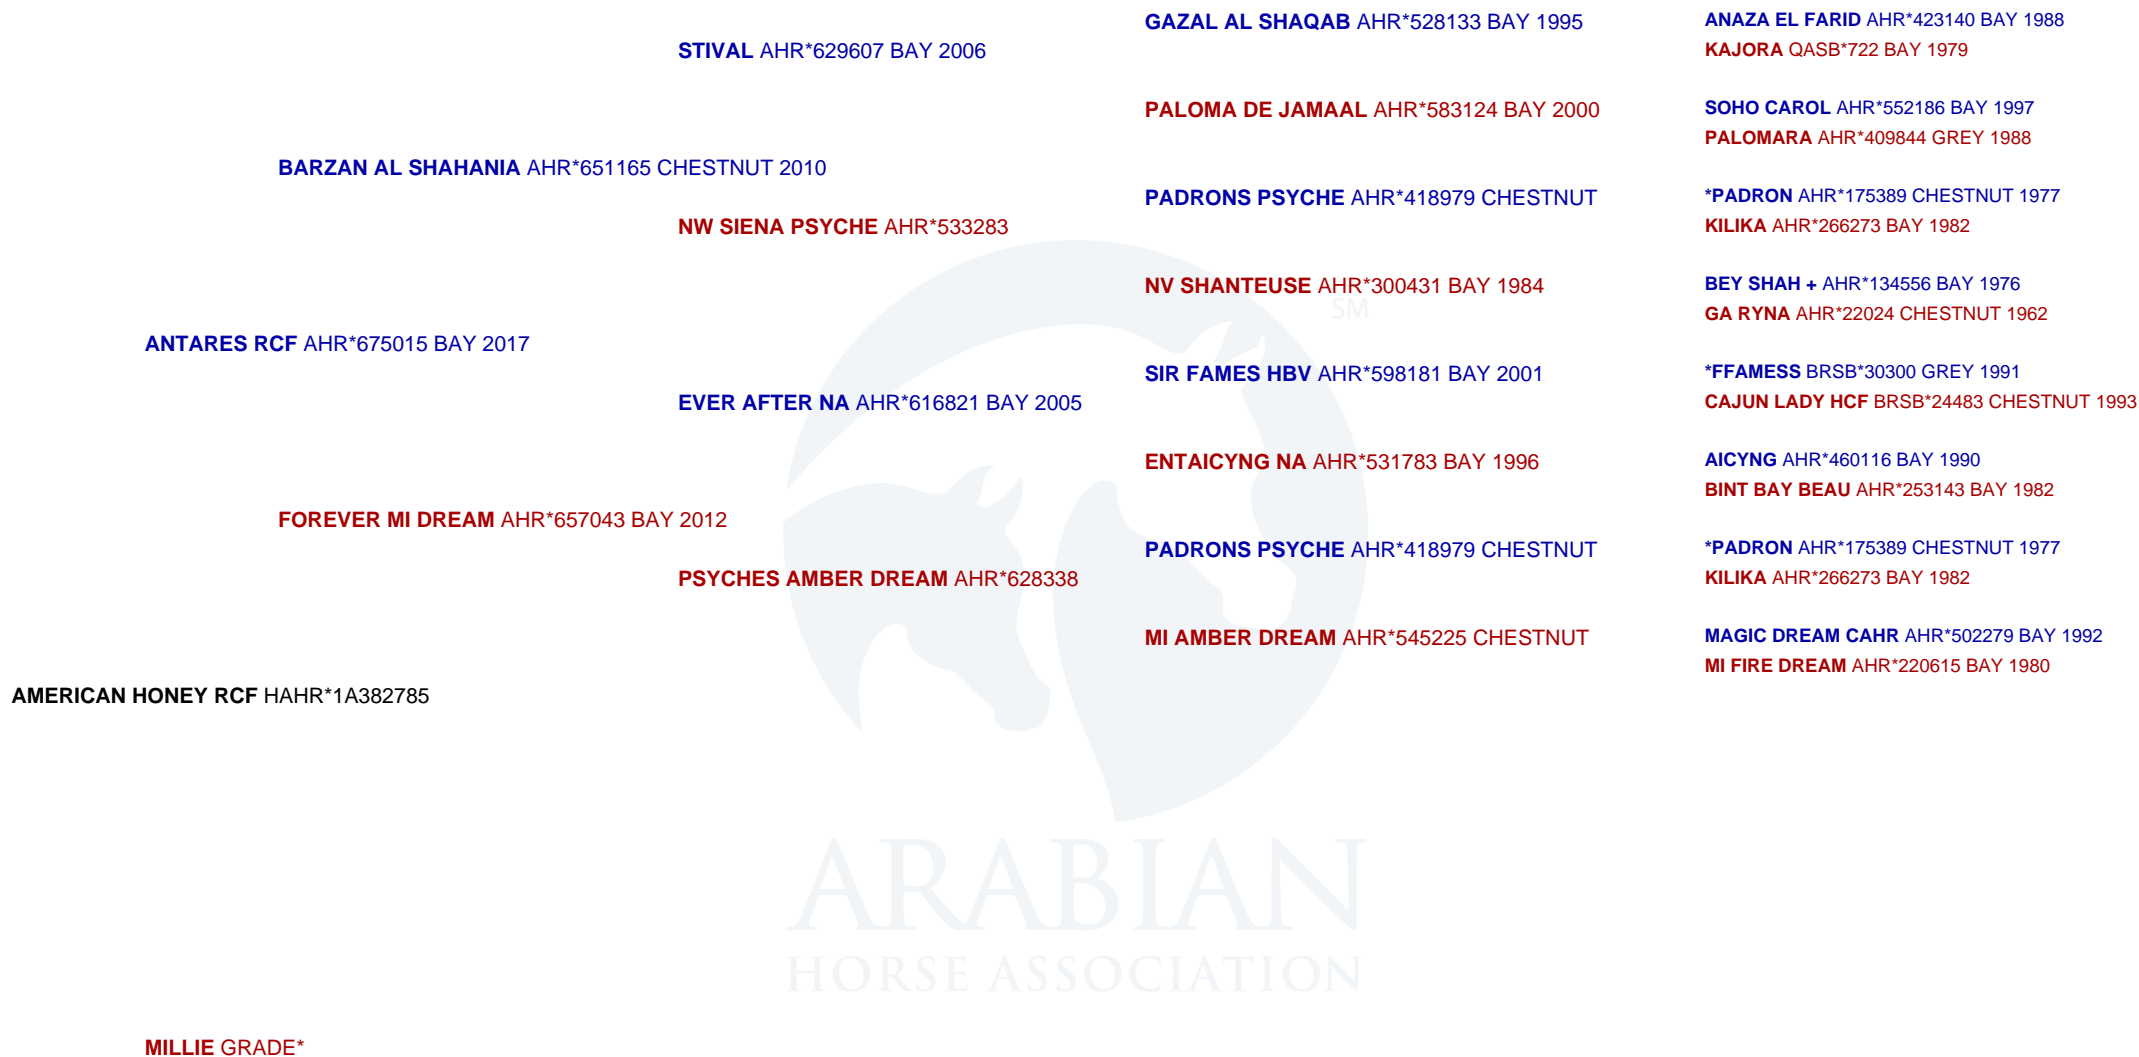 GAZAL AL SHAQAB AHR*528133 BAY 1995
ANAZA EL FARID AHR*423140 BAY 1988
STIVAL AHR*629607 BAY 2006
KAJORA QASB*722 BAY 1979
PALOMA DE JAMAAL AHR*583124 BAY 2000
SOHO CAROL AHR*552186 BAY 1997
PALOMARA AHR*409844 GREY 1988
BARZAN AL SHAHANIA AHR*651165 CHESTNUT 2010
PADRONS PSYCHE AHR*418979 CHESTNUT
*PADRON AHR*175389 CHESTNUT 1977
NW SIENA PSYCHE AHR*533283
KILIKA AHR*266273 BAY 1982
NV SHANTEUSE AHR*300431 BAY 1984
BEY SHAH + AHR*134556 BAY 1976
GA RYNA AHR*22024 CHESTNUT 1962
SM
ANTARES RCF AHR*675015 BAY 2017
SIR FAMES HBV AHR*598181 BAY 2001
*FFAMESS BRSB*30300 GREY 1991
EVER AFTER NA AHR*616821 BAY 2005
CAJUN LADY HCF BRSB*24483 CHESTNUT 1993
ENTAICYNG NA AHR*531783 BAY 1996
AICYNG AHR*460116 BAY 1990
BINT BAY BEAU AHR*253143 BAY 1982
FOREVER MI DREAM AHR*657043 BAY 2012
PADRONS PSYCHE AHR*418979 CHESTNUT
*PADRON AHR*175389 CHESTNUT 1977
PSYCHES AMBER DREAM AHR*628338
KILIKA AHR*266273 BAY 1982
MI AMBER DREAM AHR*545225 CHESTNUT
MAGIC DREAM CAHR AHR*502279 BAY 1992
MI FIRE DREAM AHR*220615 BAY 1980
AMERICAN HONEY RCF HAHR*1A382785
ARABIAN
HORSE ASSOCIATION
MILLIE GRADE*